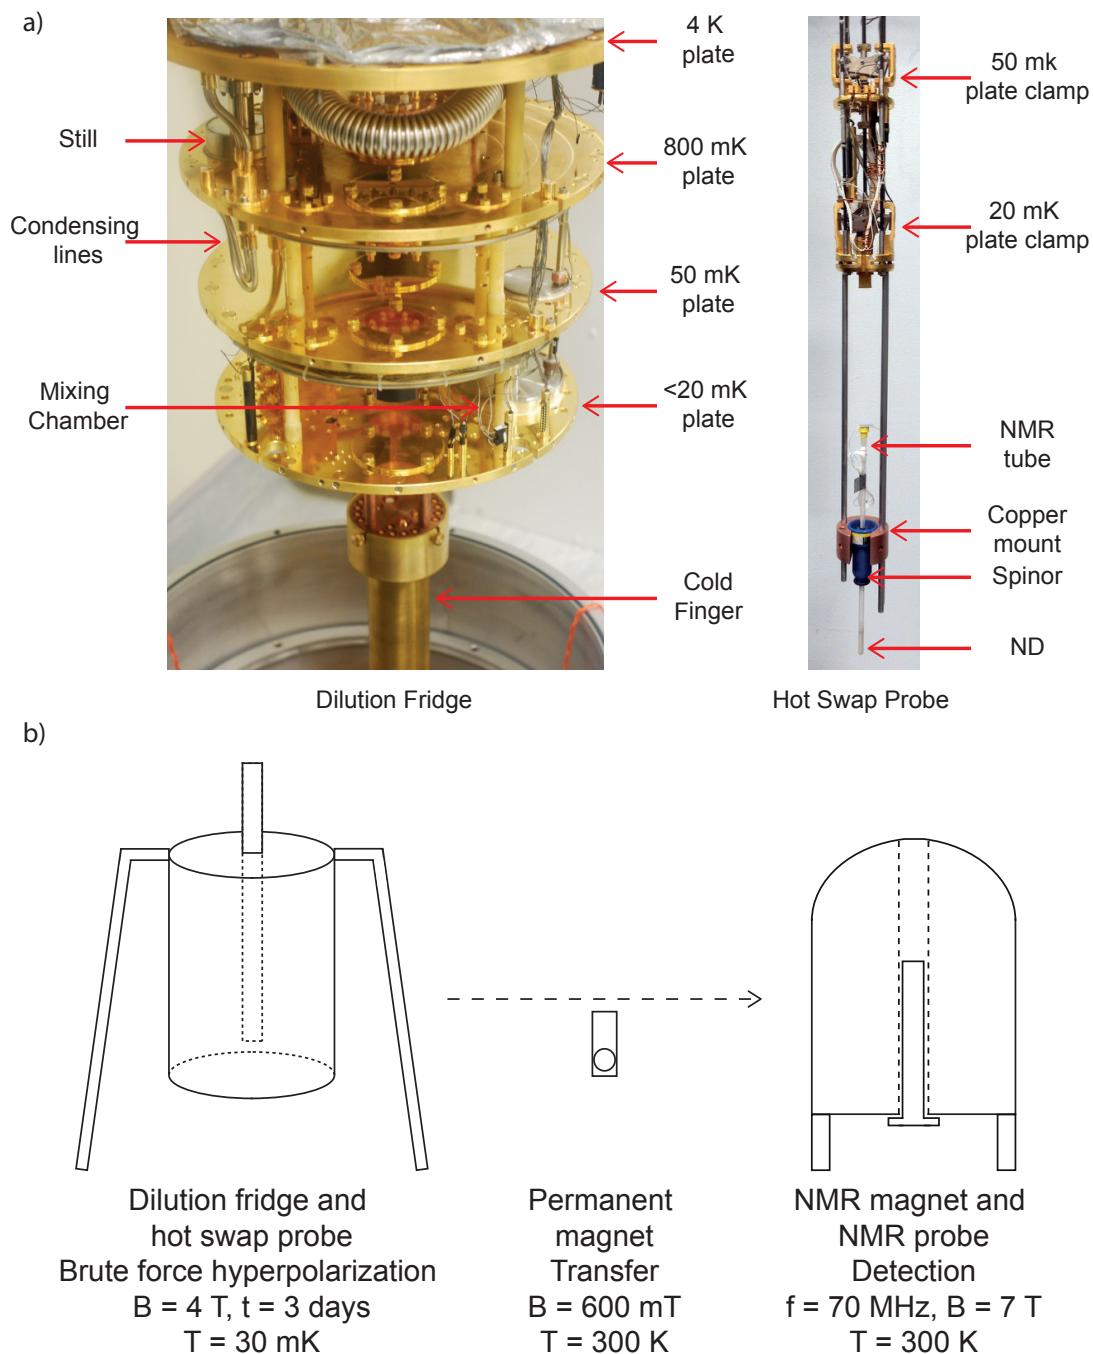 a)
4 K
plate
Still
800 mK
plate
Condensing
lines
50 mK
plate
Mixing
Chamber
<20 mK
plate
Cold
Finger
Dilution Fridge
50 mk
plate clamp
20 mK
plate clamp
NMR
tube
Copper
mount
Spinor
ND
Hot Swap Probe
b)
Dilution fridge and
hot swap probe
Brute force hyperpolarization
B = 4 T, t = 3 days
T = 30 mK
Permanent
magnet
Transfer
B = 600 mT
T = 300 K
NMR magnet and
NMR probe
Detection
f = 70 MHz, B = 7 T
T = 300 K